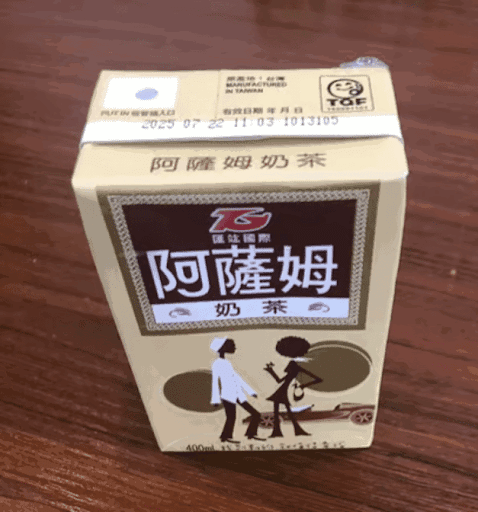 原產地：台灣
MANUFACTURED
IN TAIWAN
PUT IN 吸管插入口
有效日期 年 月 日
TQF
2025 07 22 11 03 1013105
阿薩姆奶茶
TG
匯竑國際
阿薩姆
奶茶
400ml